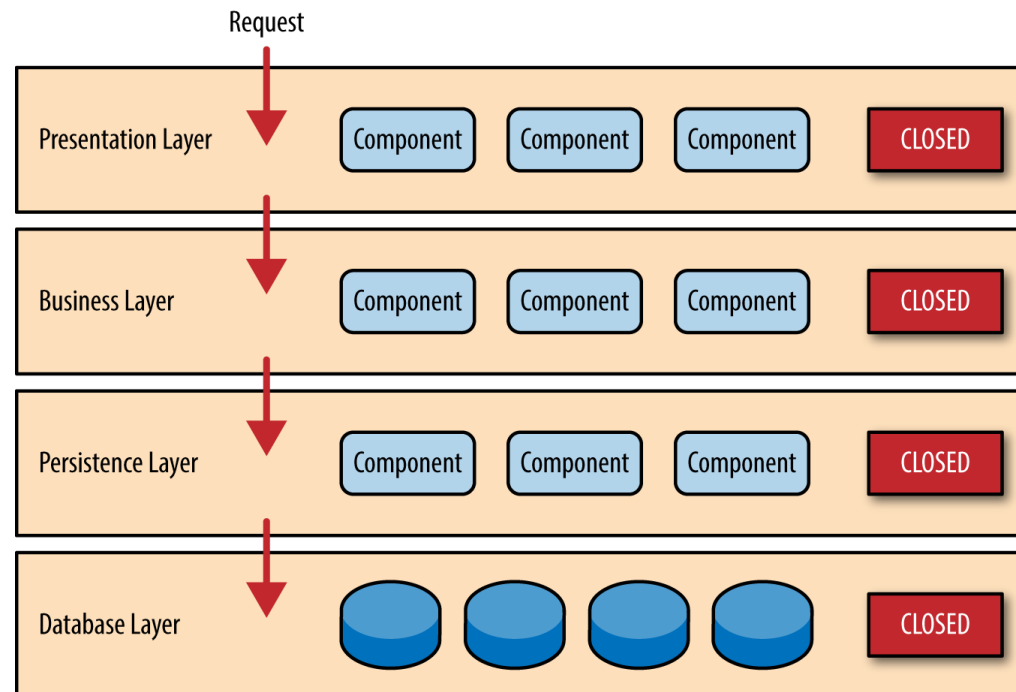 Request
Presentation Layer Component Component Component CLOSED
Business Layer Component Component Component CLOSED
Persistence Layer Component Component Component CLOSED
Database Layer CLOSED